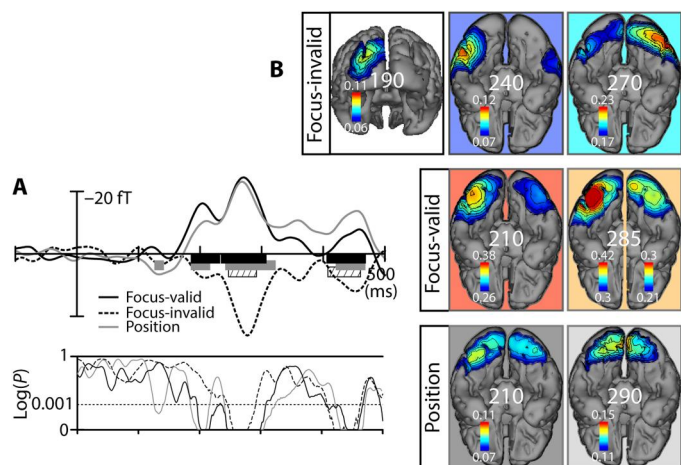 B
Focus-invalid
190
0.11
0.06
240
0.12
0.07
270
0.23
0.17
A
−20 fT
500
(ms)
Focus-valid
Focus-invalid
Position
Log(P)
1
0.001
0
Focus-valid
210
0.38
0.26
285
0.42
0.3
0.3
0.21
Position
210
0.11
0.07
290
0.15
0.11